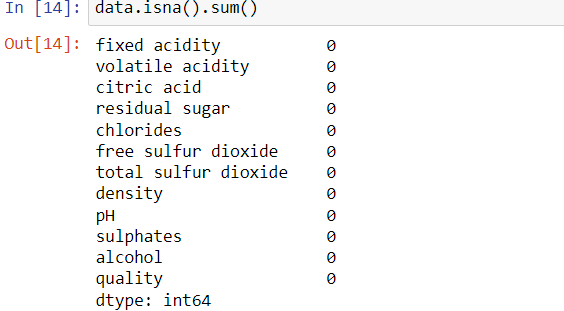 In [14]: data.isna().sum()
Out[14]: fixed acidity 0
volatile acidity 0
citric acid 0
residual sugar 0
chlorides 0
free sulfur dioxide 0
total sulfur dioxide 0
density 0
pH 0
sulphates 0
alcohol 0
quality 0
dtype: int64